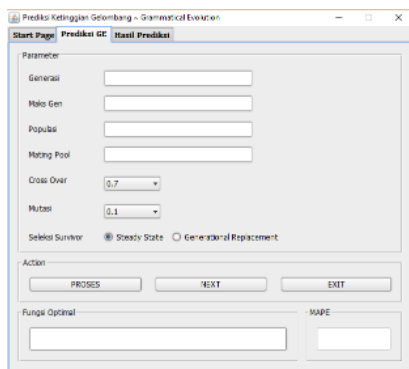 Prediksi Ketinggian Gelombang - Grammatical Evolution
Start Page Prediksi GE Hasil Prediksi
Parameter
Generasi
Maks Gen
Populasi
Mating Pool
Cross Over 0.7
Mutasi 0.1
Seleksi Survivor Steady State Generational Replacement
Action
PROSES NEXT EXIT
Fungsi Optimal MAPE